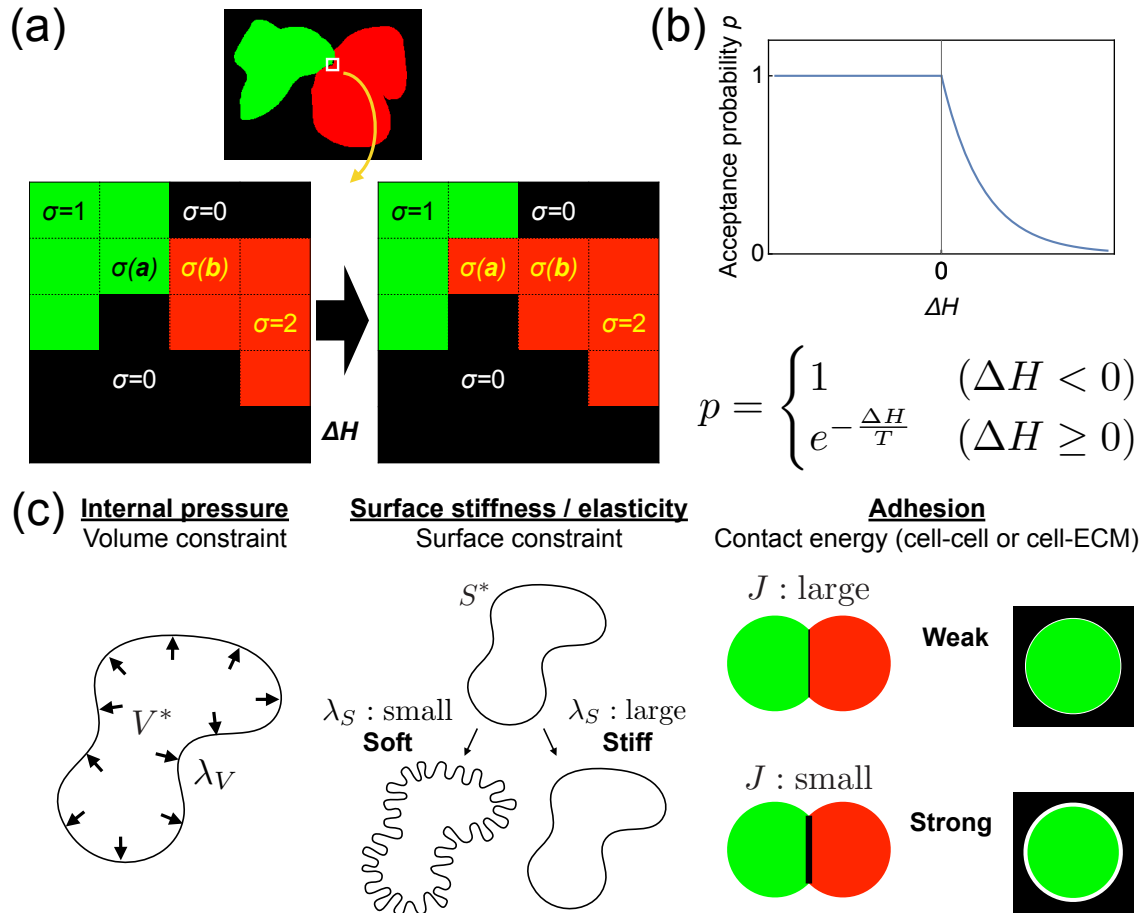 (a)
σ=1
σ=0
σ(a)
σ(b)
σ=2
σ=0
ΔH
σ=1
σ=0
σ(a)
σ(b)
σ=2
σ=0
(b)
Acceptance probability p
1
0
0
ΔH
p = { 1 (ΔH < 0)
e^{-ΔH/T} (ΔH ≥ 0)
(c)
Internal pressure
Volume constraint
V*
λ_V
Surface stiffness / elasticity
Surface constraint
S*
λ_S : small
Soft
λ_S : large
Stiff
Adhesion
Contact energy (cell-cell or cell-ECM)
J : large
Weak
J : small
Strong